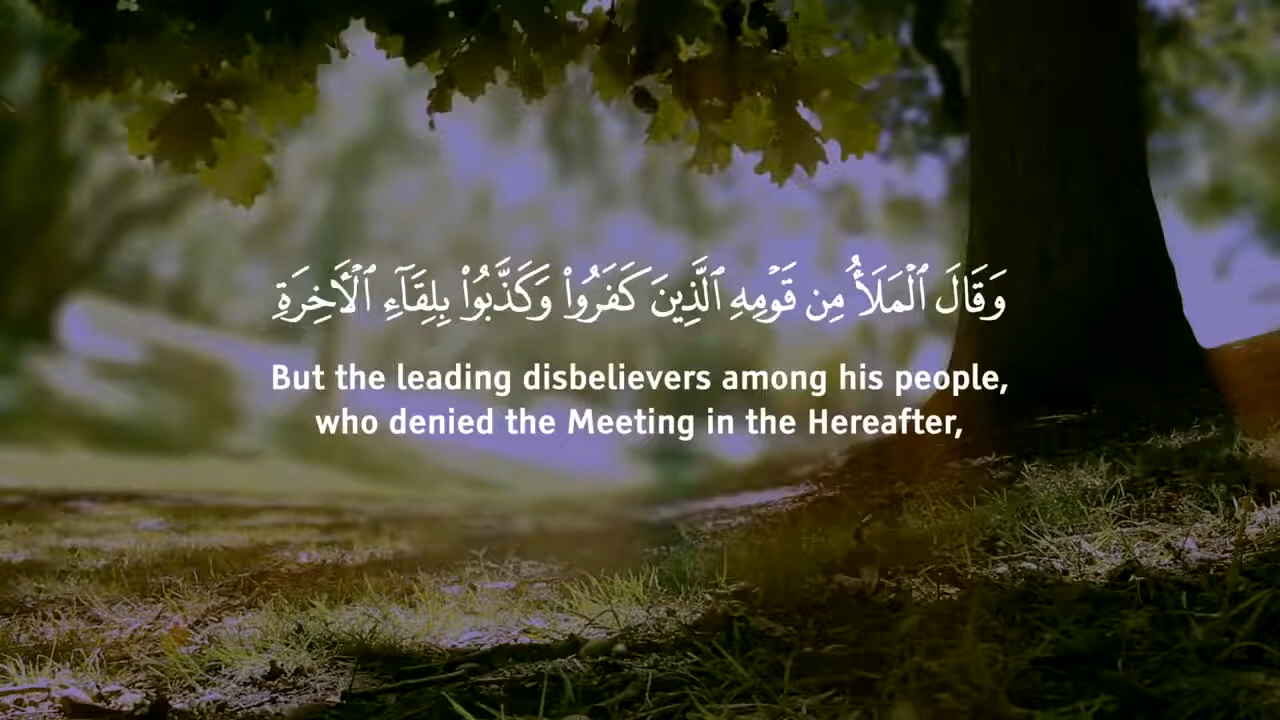 وَقَالَ ٱلْمَلَأُ مِن قَوْمِهِ ٱلَّذِينَ كَفَرُوا۟ وَكَذَّبُوا۟ بِلِقَآءِ ٱلْـَٔاخِرَةِ
But the leading disbelievers among his people,
who denied the Meeting in the Hereafter,